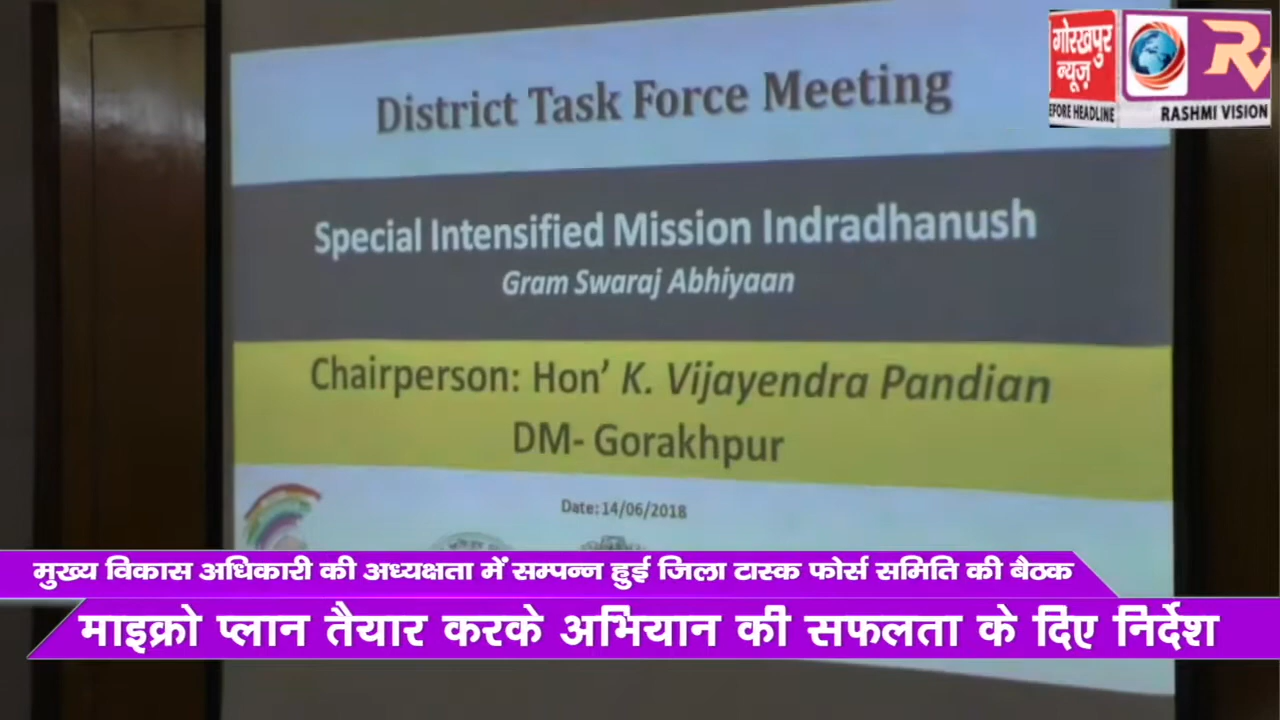 गोरखपुर
न्यूज़
EFORE HEADLINE
RV
RASHMI VISION
District Task Force Meeting
Special Intensified Mission Indradhanush
Gram Swaraj Abhiyaan
Chairperson: Hon' K. Vijayendra Pandian
DM- Gorakhpur
Date: 14/06/2018
मुख्य विकास अधिकारी की अध्यक्षता में सम्पन्न हुई जिला टास्क फोर्स समिति की बैठक
माइक्रो प्लान तैयार करके अभियान की सफलता के दिए निर्देश